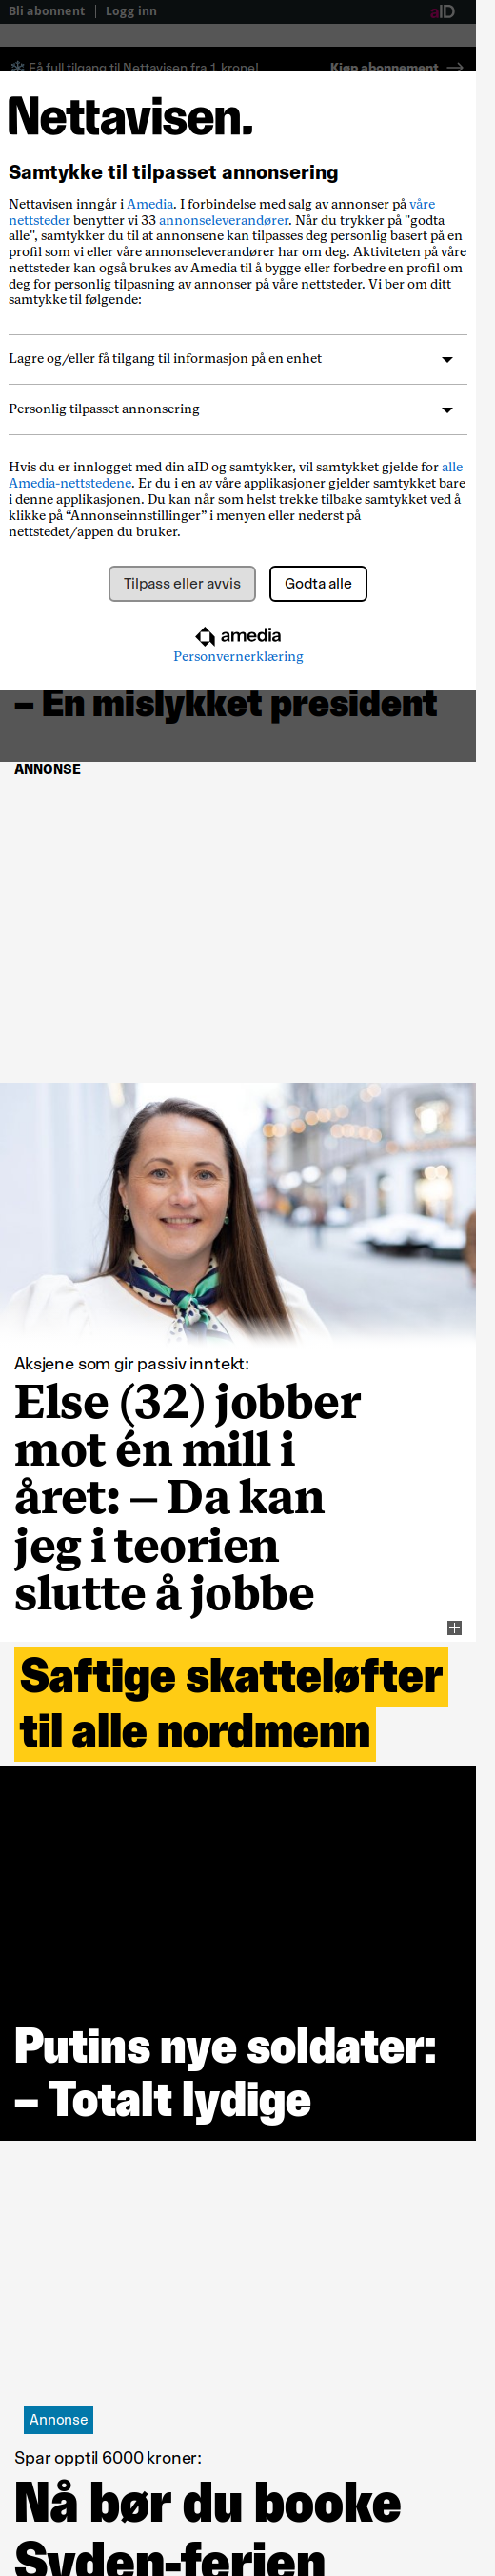 Bli abonnent
Logg inn
aID
Få full tilgang til Nettavisen fra 1 krone!
Kjøp abonnement
Nettavisen.
Samtykke til tilpasset annonsering
Nettavisen inngår i Amedia. I forbindelse med salg av annonser på våre
nettsteder benytter vi 33 annonseleverandører. Når du trykker på "godta
alle", samtykker du til at annonsene kan tilpasses deg personlig basert på en
profil som vi eller våre annonseleverandører har om deg. Aktiviteten på våre
nettsteder kan også brukes av Amedia til å bygge eller forbedre en profil om
deg for personlig tilpasning av annonser på våre nettsteder. Vi ber om ditt
samtykke til følgende:
Lagre og/eller få tilgang til informasjon på en enhet
Personlig tilpasset annonsering
Hvis du er innlogget med din aID og samtykker, vil samtykket gjelde for alle
Amedia-nettstedene. Er du i en av våre applikasjoner gjelder samtykket bare
i denne applikasjonen. Du kan når som helst trekke tilbake samtykket ved å
klikke på “Annonseinnstillinger” i menyen eller nederst på
nettstedet/appen du bruker.
Tilpass eller avvis
Godta alle
amedia
Personvernerklæring
– En mislykket president
ANNONSE
Aksjene som gir passiv inntekt:
Else (32) jobber
mot én mill i
året: – Da kan
jeg i teorien
slutte å jobbe
Saftige skatteløfter
til alle nordmenn
Putins nye soldater:
– Totalt lydige
Annonse
Spar opptil 6000 kroner:
Nå bør du booke
Syden-ferien